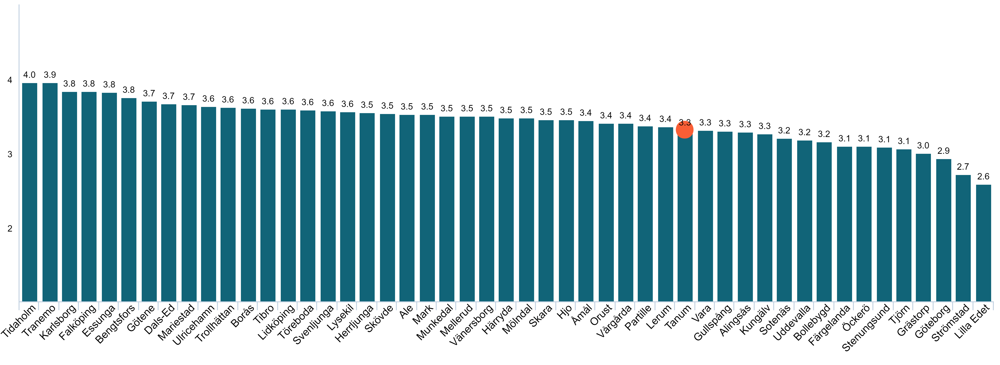 4.0 3.9 3.8 3.8 3.8 3.8 3.7 3.7 3.7 3.6 3.6 3.6 3.6 3.6 3.6 3.6 3.6 3.5 3.5 3.5 3.5 3.5 3.5 3.5 3.5 3.5 3.5 3.5 3.4 3.4 3.4 3.4 3.4 3.3 3.3 3.3 3.3 3.3 3.2 3.2 3.2 3.1 3.1 3.1 3.1 3.0 2.9 2.7 2.6
4
3
2
Tidaholm
Tranemo
Karlsborg
Falköping
Essunga
Bengtsfors
Götene
Dals-Ed
Mariestad
Ulricehamn
Trollhättan
Borås
Tibro
Lidköping
Töreboda
Svenljunga
Lysekil
Herrljunga
Skövde
Ale
Mark
Munkedal
Mellerud
Vänersborg
Härryda
Mölndal
Skara
Hjo
Åmål
Orust
Vårgårda
Partille
Lerum
Tanum
Vara
Gullspång
Alingsås
Kungälv
Sotenäs
Uddevalla
Bollebygd
Färgelanda
Öckerö
Stenungsund
Tjörn
Grästorp
Göteborg
Strömstad
Lilla Edet